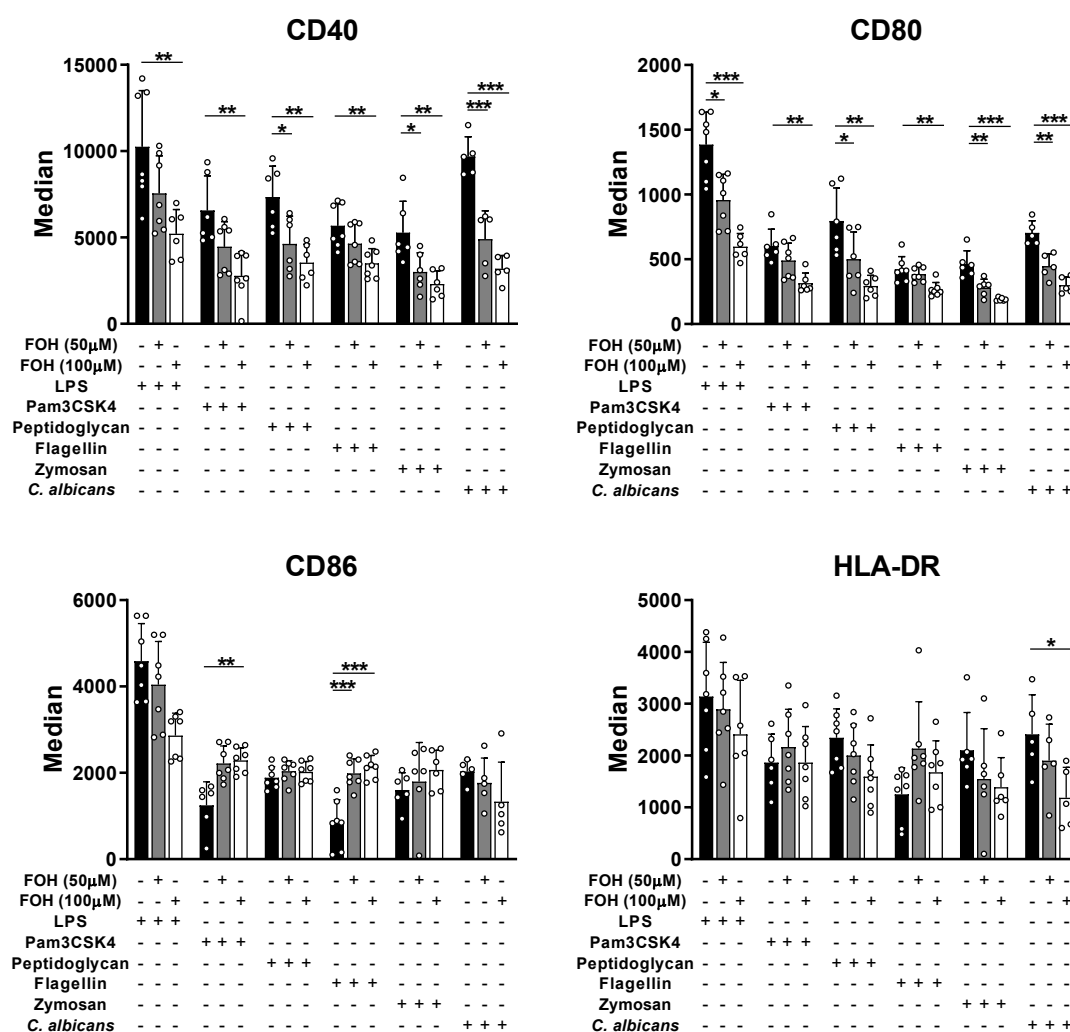 CD40
15000
10000
5000
0
Median
** ** ** * ** ** * *** ***
FOH (50μM) - + - - + - - + - - + - - + - - + -
FOH (100μM) - - + - - + - - + - - + - - + - - +
LPS + + + - - - - - - - - - - - - - - -
Pam3CSK4 - - - + + + - - - - - - - - - - - -
Peptidoglycan - - - - - - + + + - - - - - - - - -
Flagellin - - - - - - - - - + + + - - - - - -
Zymosan - - - - - - - - - - - - + + + - - -
C. albicans - - - - - - - - - - - - - - - + + +
CD80
2000
1500
1000
500
0
Median
*** * ** ** * ** *** ** *** **
FOH (50μM) - + - - + - - + - - + - - + - - + -
FOH (100μM) - - + - - + - - + - - + - - + - - +
LPS + + + - - - - - - - - - - - - - - -
Pam3CSK4 - - - + + + - - - - - - - - - - - -
Peptidoglycan - - - - - - + + + - - - - - - - - -
Flagellin - - - - - - - - - + + + - - - - - -
Zymosan - - - - - - - - - - - - + + + - - -
C. albicans - - - - - - - - - - - - - - - + + +
CD86
6000
4000
2000
0
Median
** *** ***
FOH (50μM) - + - - + - - + - - + - - + - - + -
FOH (100μM) - - + - - + - - + - - + - - + - - +
LPS + + + - - - - - - - - - - - - - - -
Pam3CSK4 - - - + + + - - - - - - - - - - - -
Peptidoglycan - - - - - - + + + - - - - - - - - -
Flagellin - - - - - - - - - + + + - - - - - -
Zymosan - - - - - - - - - - - - + + + - - -
C. albicans - - - - - - - - - - - - - - - + + +
HLA-DR
5000
4000
3000
2000
1000
0
Median
*
FOH (50μM) - + - - + - - + - - + - - + - - + -
FOH (100μM) - - + - - + - - + - - + - - + - - +
LPS + + + - - - - - - - - - - - - - - -
Pam3CSK4 - - - + + + - - - - - - - - - - - -
Peptidoglycan - - - - - - + + + - - - - - - - - -
Flagellin - - - - - - - - - + + + - - - - - -
Zymosan - - - - - - - - - - - - + + + - - -
C. albicans - - - - - - - - - - - - - - - + + +